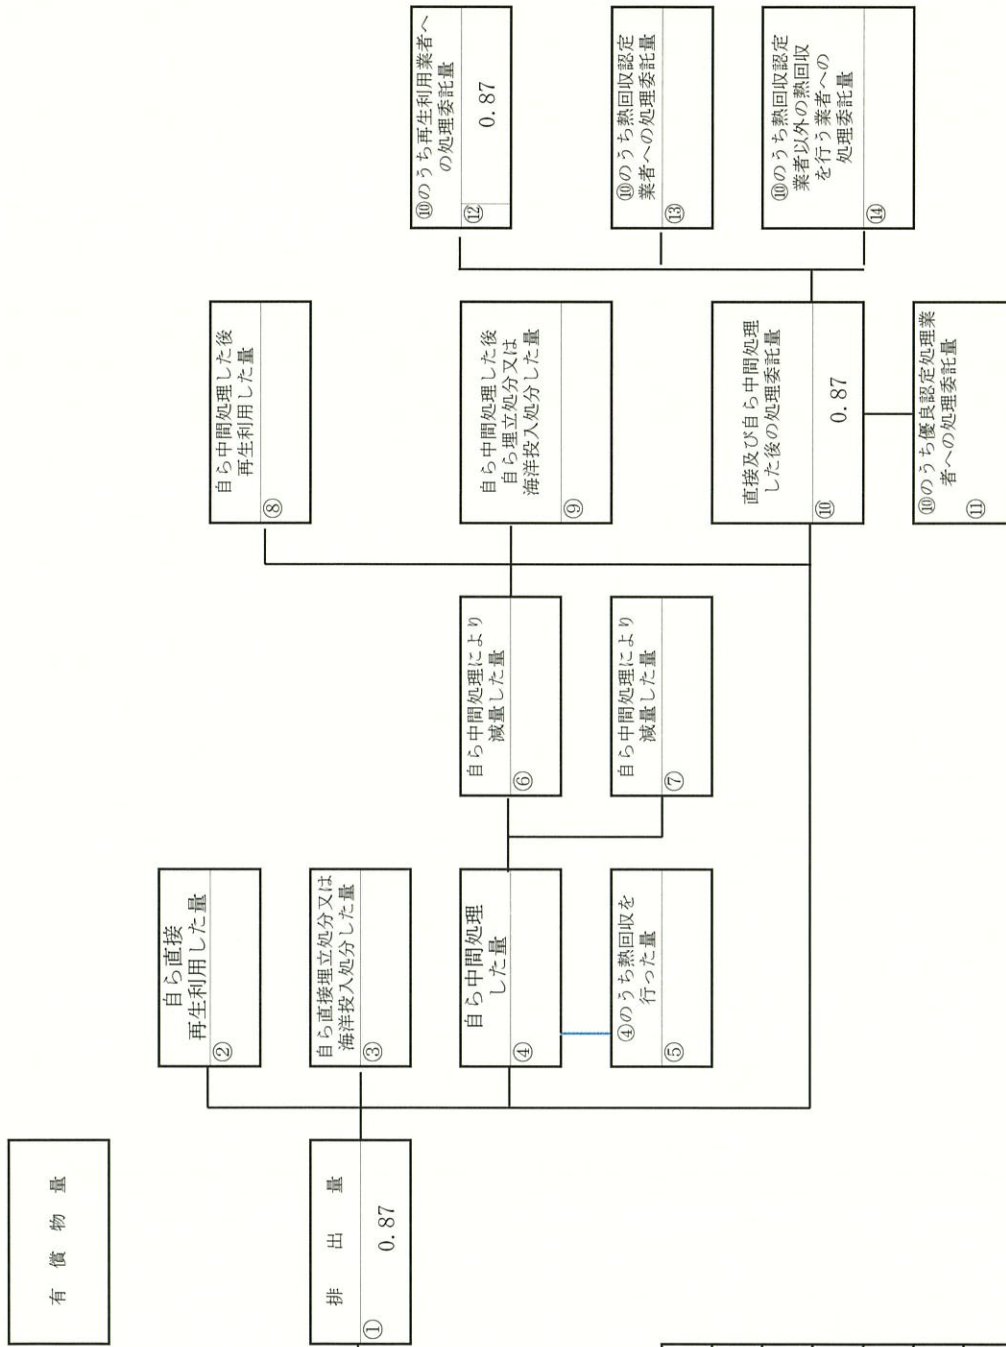 有償物量
排出量
①
0.87
自ら直接
再生利用した量
②
自ら直接埋立処分又は
海洋投入処分した量
③
自ら中間処理
した量
④
④のうち熱回収を
行った量
⑤
自ら中間処理により
減量した量
⑥
自ら中間処理により
減量した量
⑦
自ら中間処理した後
再生利用した量
⑧
自ら中間処理した後
自ら埋立処分又は
海洋投入処分した量
⑨
直接及び自ら中間処理
した後の処理委託量
⑩
0.87
⑩のうち優良認定処理業
者への処理委託量
⑪
⑩のうち再生利用業者へ
の処理委託量
⑫
0.87
⑩のうち熱回収認定
業者への処理委託量
⑬
⑩のうち熱回収認定
業者以外の熱回収
を行う業者への
処理委託量
⑭